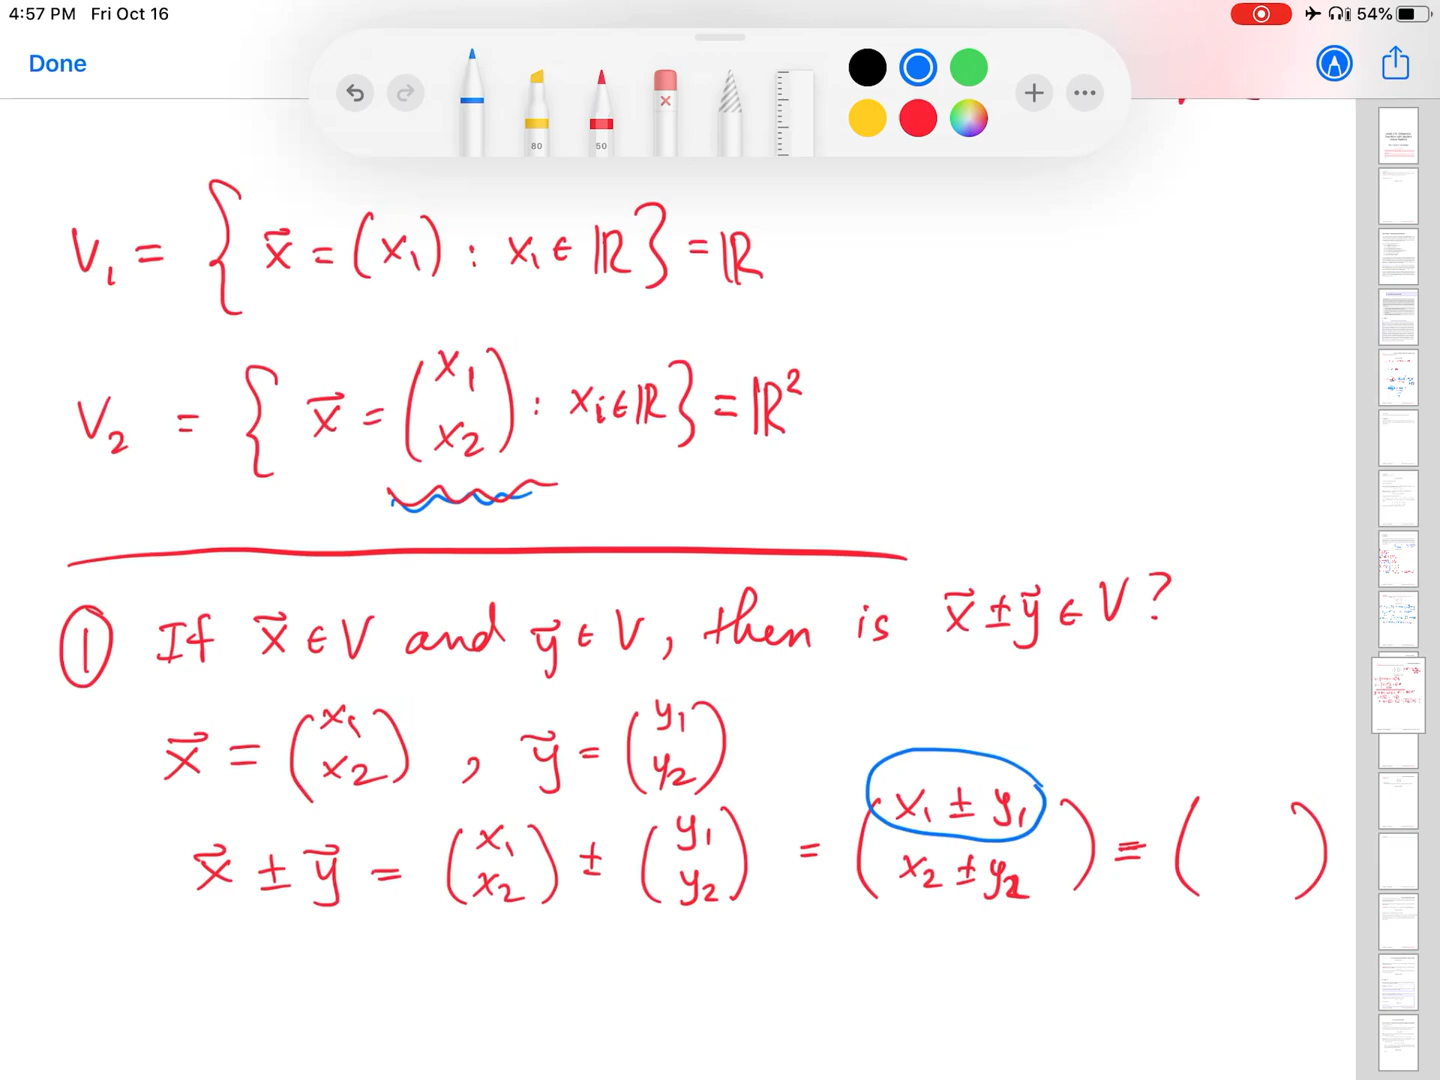 4:57 PM Fri Oct 16 54%
Done
80 50
V₁ = { x⃗ = (x₁) : x₁ ∈ ℝ } = ℝ
V₂ = { x⃗ = (x₁ x₂) : xᵢ ∈ ℝ } = ℝ²
① If x⃗ ∈ V and y⃗ ∈ V, then is x⃗ ± y⃗ ∈ V?
x⃗ = (x₁ x₂) , y⃗ = (y₁ y₂)
x⃗ ± y⃗ = (x₁ x₂) ± (y₁ y₂) = (x₁ ± y₁ x₂ ± y₂) = ( )